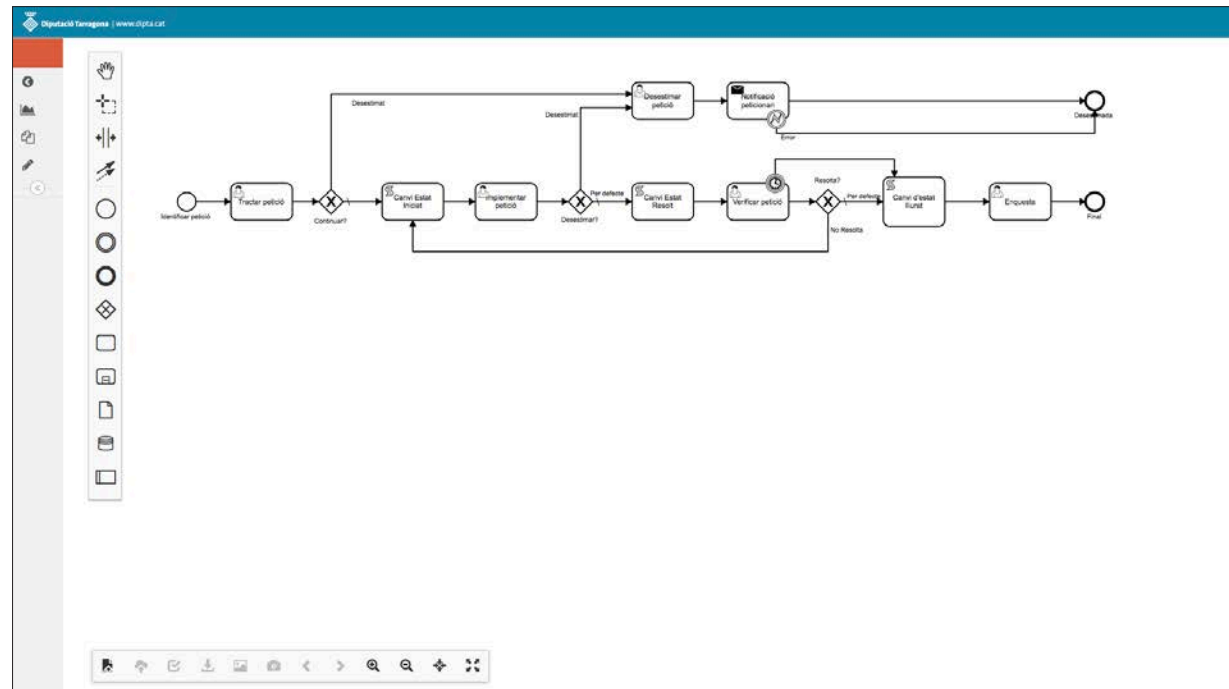 Diputació Tarragona | www.dipta.cat
Desestimat
Desestimar
petició
Notificació
peticionari
Desestimada
Desestimat
Error
Identificar petició
Tractar petició
Continuar?
Canvi Estat
Iniciat
Implementar
petició
Desestimar?
Per defecte
Canvi Estat
Resolt
Verificar petició
Resolta?
Per defecte
No Resolta
Canvi d'estat
lliurat
Enquesta
Final